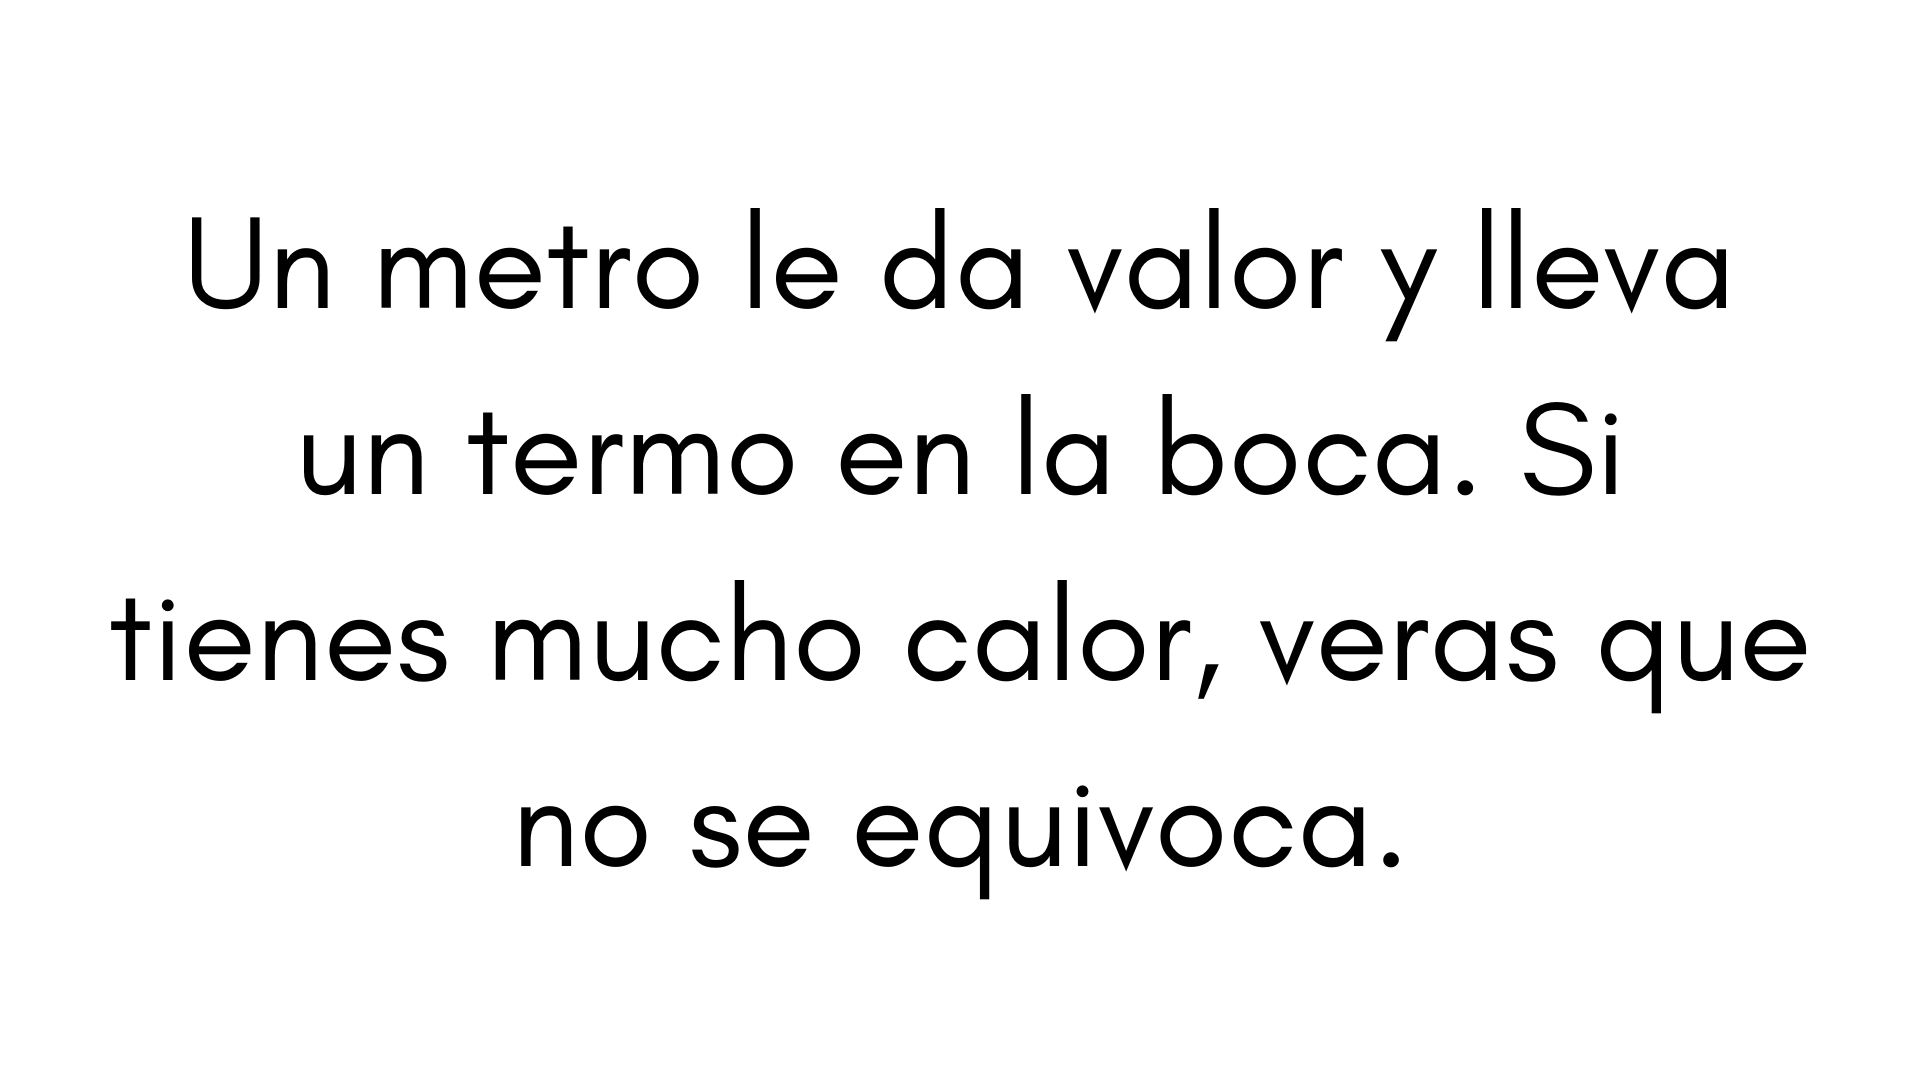 Un metro le da valor y lleva
un termo en la boca. Si
tienes mucho calor, veras que
no se equivoca.